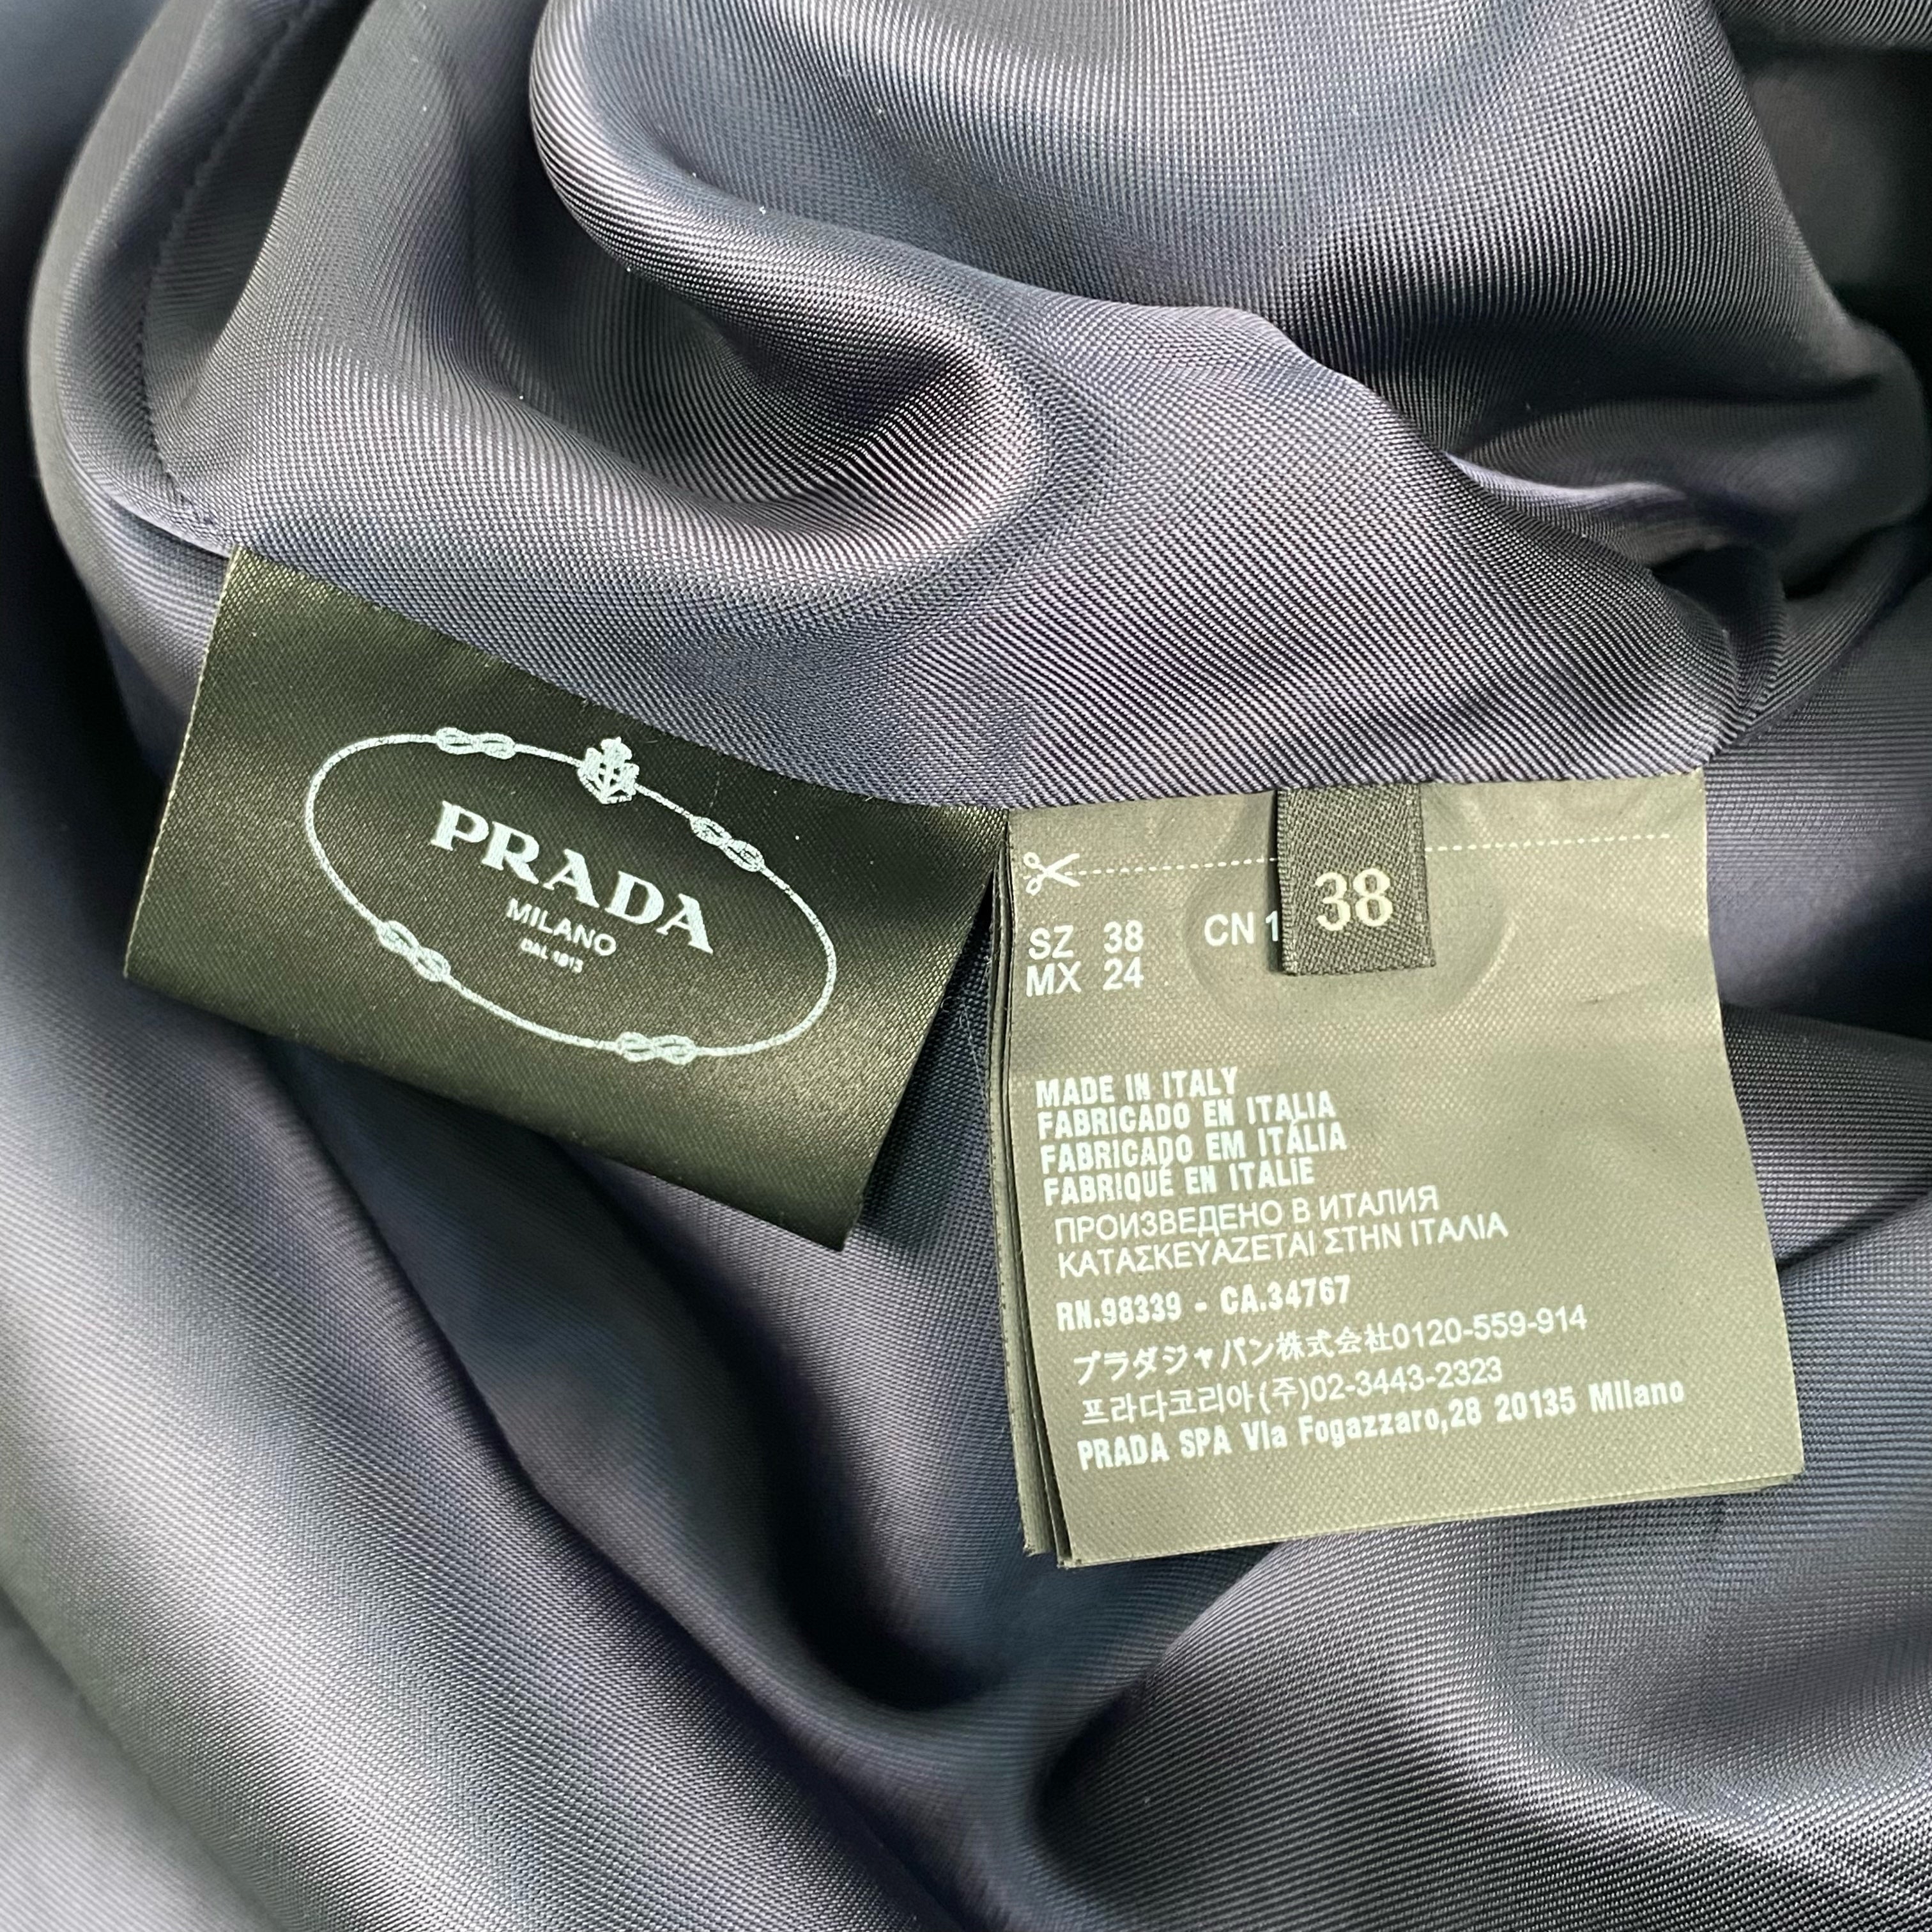 PRADA
MILANO
DAL 1913
38
SZ 38 CN 1
MX 24
MADE IN ITALY
FABRICADO EN ITALIA
FABRICADO EM ITÁLIA
FABRIQUÉ EN ITALIE
ПРОИЗВЕДЕНО В ИТАЛИЯ
ΚΑΤΑΣΚΕΥΑΖΕΤΑΙ ΣΤΗΝ ΙΤΑΛΙΑ
RN.98339 - CA.34767
プラダジャパン株式会社0120-559-914
프라다코리아(주)02-3443-2323
PRADA SPA Via Fogazzaro,28 20135 Milano